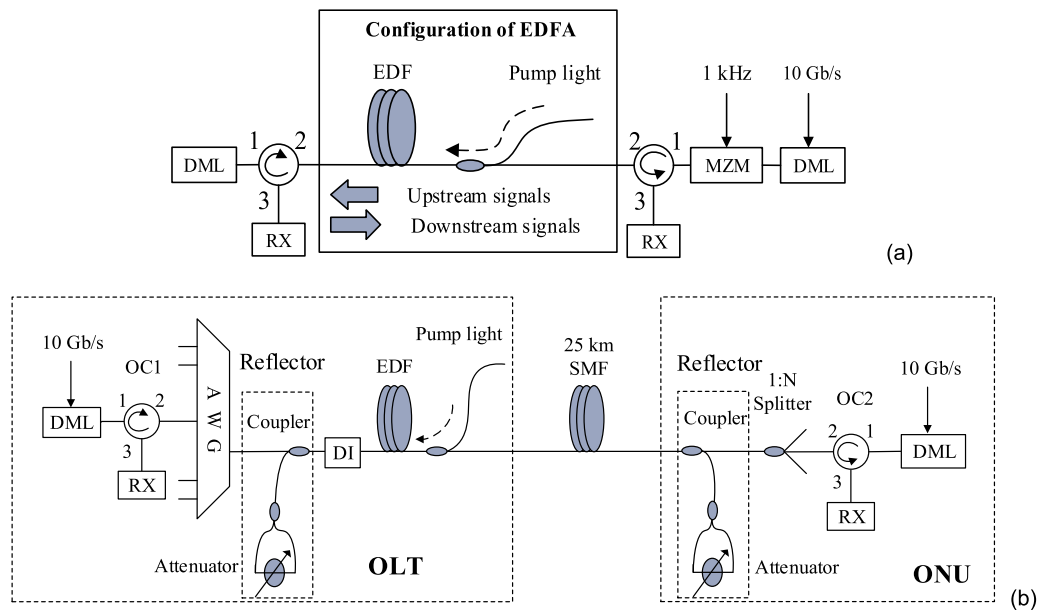 Configuration of EDFA
EDF
Pump light
1 kHz
10 Gb/s
DML
1
2
3
RX
2
1
3
RX
MZM
DML
Upstream signals
Downstream signals
(a)
10 Gb/s
OC1
DML
1
2
3
RX
A
W
G
Reflector
Coupler
Attenuator
DI
EDF
Pump light
OLT
25 km
SMF
Reflector
Coupler
Attenuator
1:N
Splitter
OC2
2
1
3
RX
10 Gb/s
DML
ONU
(b)